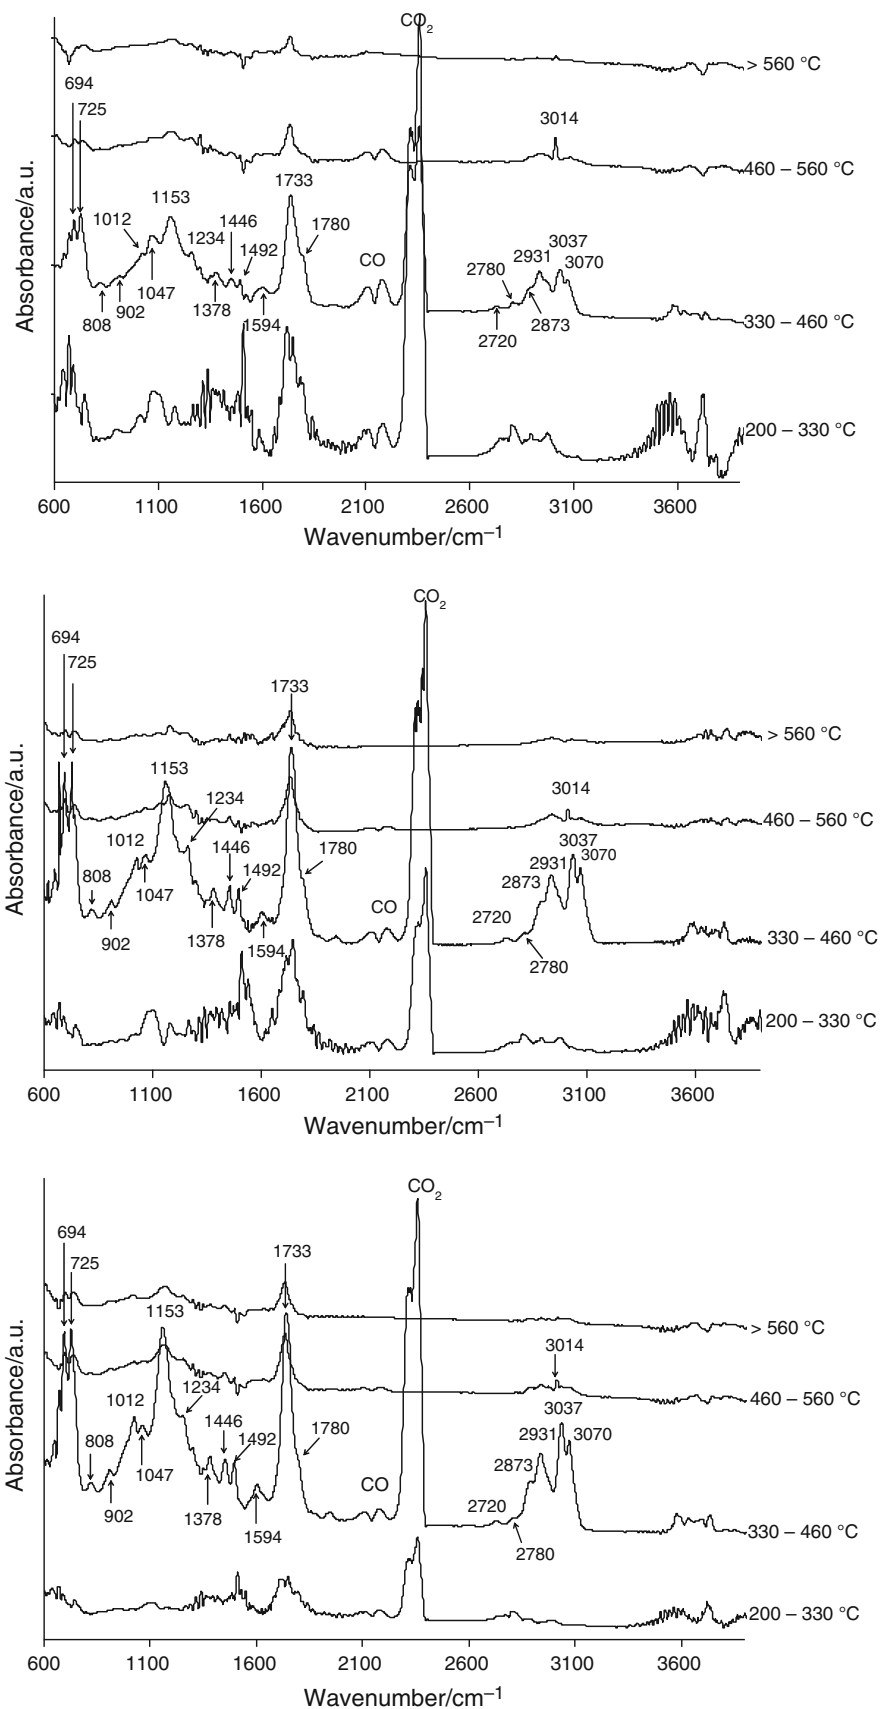 CO2
> 560 °C
694
725
3014
460 – 560 °C
1733
1153
1012
1446
1234
1780
1492
CO
3037
2931
3070
2780
1047
902
808
1378
1594
2873
2720
330 – 460 °C
200 – 330 °C
Absorbance/a.u.
600 1100 1600 2100 2600 3100 3600
Wavenumber/cm–1
CO2
694
725
1733
> 560 °C
1153
3014
1234
460 – 560 °C
1012
1446
3037
1780
2931
3070
808
1492
2873
1047
CO
2720
902
1378
1594
2780
330 – 460 °C
200 – 330 °C
Absorbance/a.u.
600 1100 1600 2100 2600 3100 3600
Wavenumber/cm–1
CO2
694
725
1733
1153
> 560 °C
3014
1234
460 – 560 °C
1012
3037
1446
1780
2931
3070
808
1492
2873
1047
CO
2720
902
1378
1594
2780
330 – 460 °C
200 – 330 °C
Absorbance/a.u.
600 1100 1600 2100 2600 3100 3600
Wavenumber/cm–1